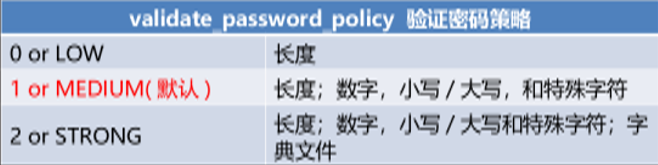 validate_password_policy 验证密码策略
0 or LOW 长度
1 or MEDIUM( 默认 ) 长度；数字，小写 / 大写，和特殊字符
2 or STRONG 长度；数字，小写 / 大写和特殊字符；字
典文件